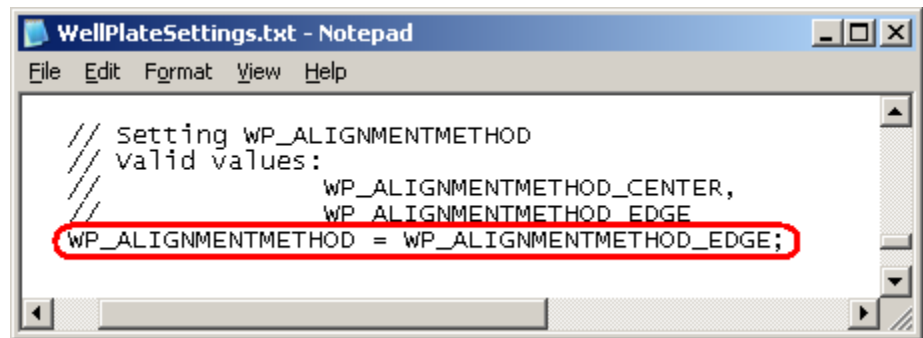 WellPlateSettings.txt - Notepad
File Edit Format View Help
// Setting WP_ALIGNMENTMETHOD
// Valid values:
// WP_ALIGNMENTMETHOD_CENTER,
// WP_ALIGNMENTMETHOD_EDGE
WP_ALIGNMENTMETHOD = WP_ALIGNMENTMETHOD_EDGE;